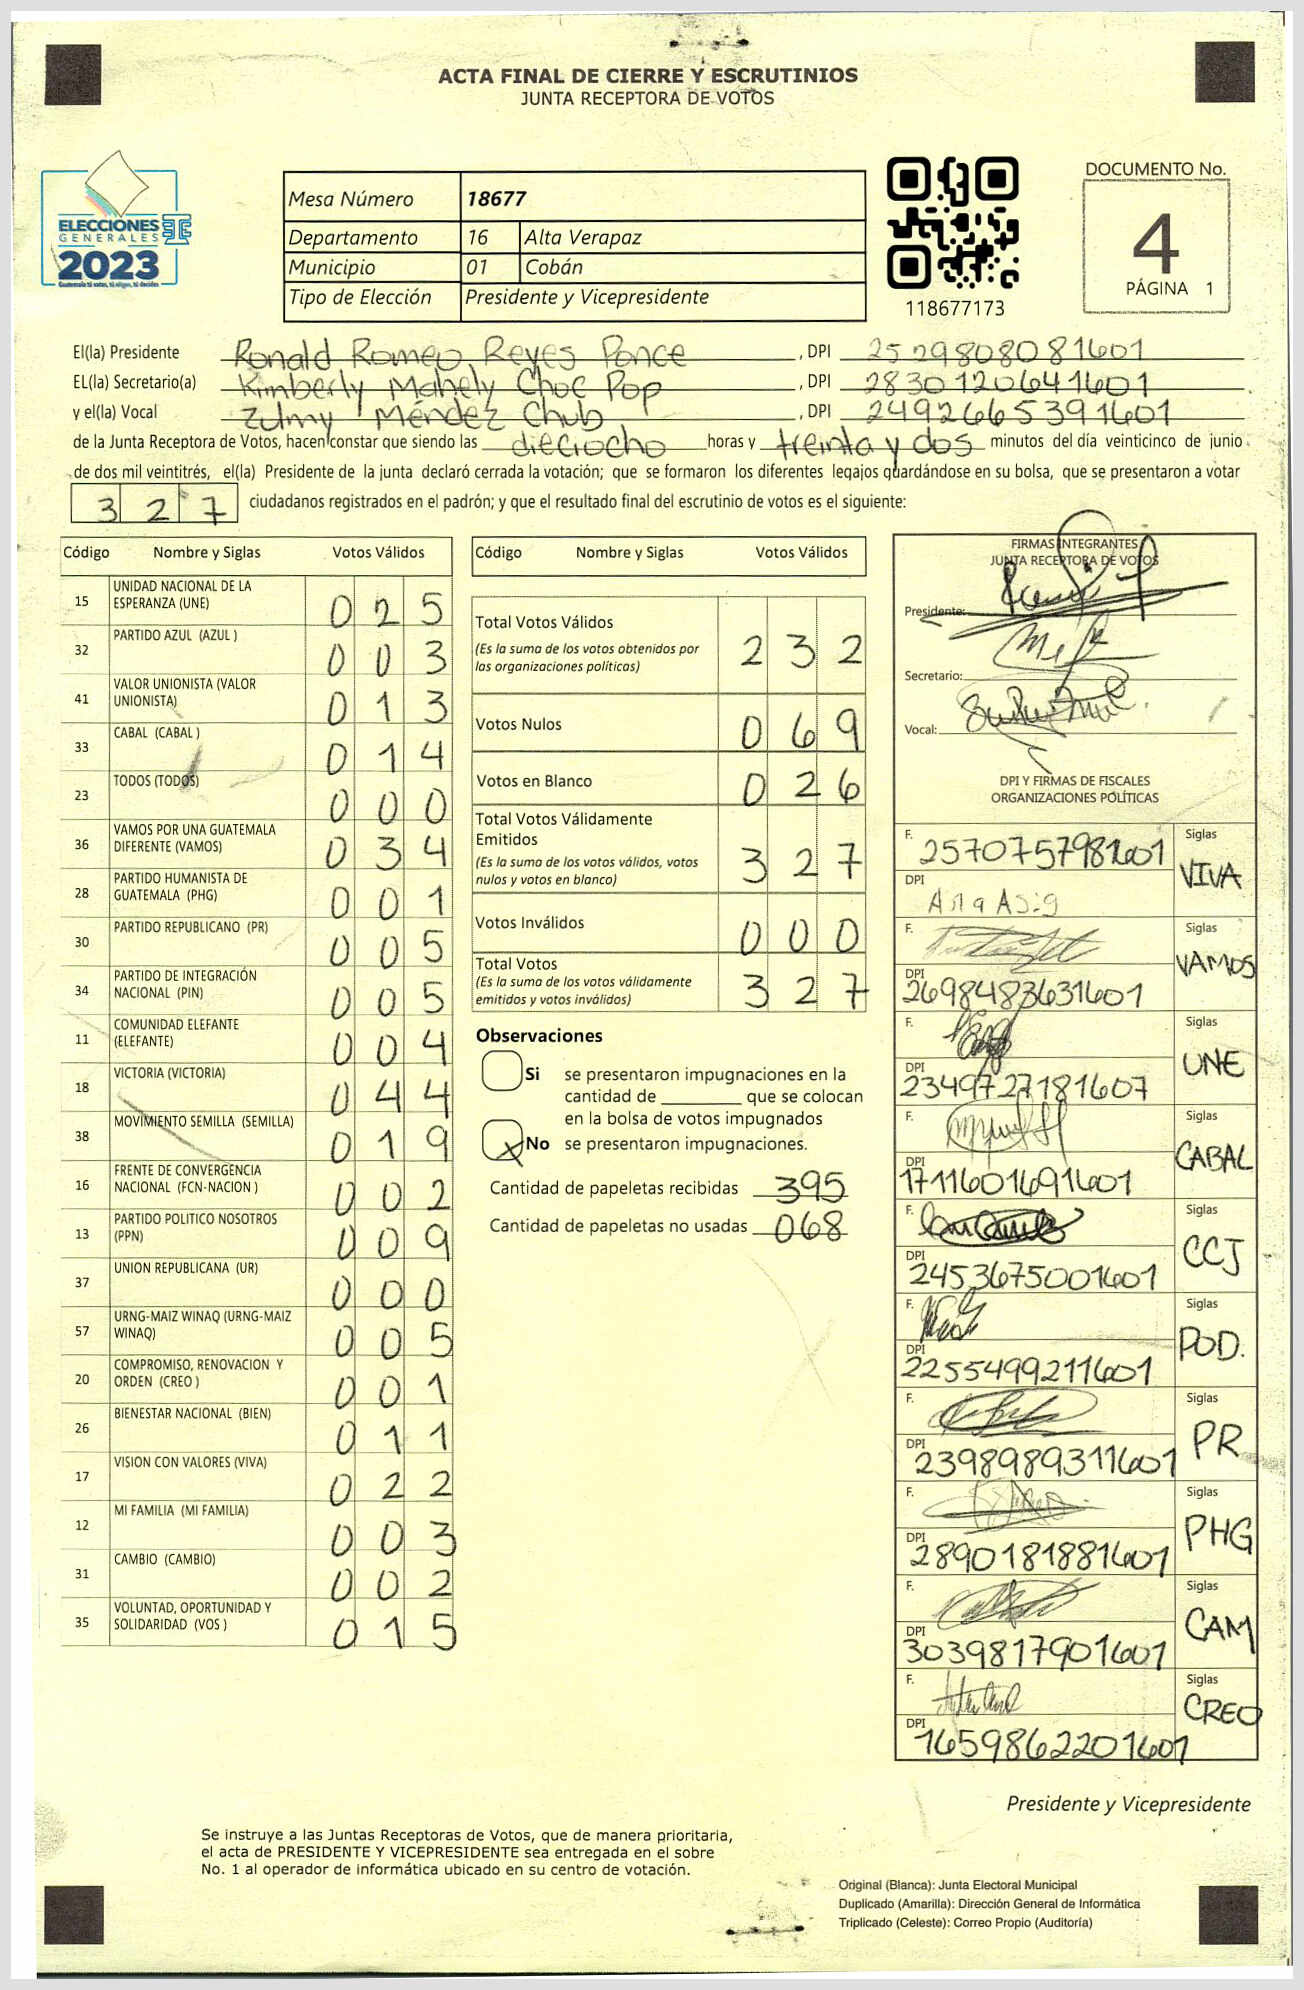 ACTA FINAL DE CIERRE Y ESCRUTINIOS
JUNTA RECEPTORA DE VOTOS
ELECCIONES
GENERALES
2023
Guatemala tú votas, tú eliges, tú decides
Mesa Número 18677
Departamento 16 Alta Verapaz
Municipio 01 Cobán
Tipo de Elección Presidente y Vicepresidente
118677173
DOCUMENTO No.
4
PÁGINA 1
El(la) Presidente Ronald Romeo Reyes Ponce , DPI 2529808081601
EL(la) Secretario(a) Kimberly Mahely Choc Pop , DPI 2830120641601
y el(la) Vocal Zulmy Méndez Chub , DPI 2492665391601
de la Junta Receptora de Votos, hacen constar que siendo las dieciocho horas y treinta y dos minutos del día veinticinco de junio
de dos mil veintitrés, el(la) Presidente de la junta declaró cerrada la votación; que se formaron los diferentes legajos guardándose en su bolsa, que se presentaron a votar
327 ciudadanos registrados en el padrón; y que el resultado final del escrutinio de votos es el siguiente:
Código Nombre y Siglas Votos Válidos
15 UNIDAD NACIONAL DE LA ESPERANZA (UNE) 025
32 PARTIDO AZUL (AZUL ) 003
41 VALOR UNIONISTA (VALOR UNIONISTA) 013
33 CABAL (CABAL ) 014
23 TODOS (TODOS) 000
36 VAMOS POR UNA GUATEMALA DIFERENTE (VAMOS) 034
28 PARTIDO HUMANISTA DE GUATEMALA (PHG) 001
30 PARTIDO REPUBLICANO (PR) 005
34 PARTIDO DE INTEGRACIÓN NACIONAL (PIN) 005
11 COMUNIDAD ELEFANTE (ELEFANTE) 004
18 VICTORIA (VICTORIA) 044
38 MOVIMIENTO SEMILLA (SEMILLA) 019
16 FRENTE DE CONVERGENCIA NACIONAL (FCN-NACION ) 002
13 PARTIDO POLITICO NOSOTROS (PPN) 009
37 UNION REPUBLICANA (UR) 000
57 URNG-MAIZ WINAQ (URNG-MAIZ WINAQ) 005
20 COMPROMISO, RENOVACION Y ORDEN (CREO ) 001
26 BIENESTAR NACIONAL (BIEN) 011
17 VISION CON VALORES (VIVA) 022
12 MI FAMILIA (MI FAMILIA) 003
31 CAMBIO (CAMBIO) 002
35 VOLUNTAD, OPORTUNIDAD Y SOLIDARIDAD (VOS ) 015
Código Nombre y Siglas Votos Válidos
Total Votos Válidos 232
(Es la suma de los votos obtenidos por
las organizaciones políticas)
Votos Nulos 069
Votos en Blanco 026
Total Votos Válidamente
Emitidos 327
(Es la suma de los votos válidos, votos
nulos y votos en blanco)
Votos Inválidos 000
Total Votos 327
(Es la suma de los votos válidamente
emitidos y votos inválidos)
Observaciones
Si se presentaron impugnaciones en la
cantidad de ________ que se colocan
en la bolsa de votos impugnados
X No se presentaron impugnaciones.
Cantidad de papeletas recibidas 395
Cantidad de papeletas no usadas 068
FIRMAS INTEGRANTES
JUNTA RECEPTORA DE VOTOS
Presidente:
Secretario:
Vocal:
DPI Y FIRMAS DE FISCALES
ORGANIZACIONES POLÍTICAS
F. 2570757981601 Siglas VIVA
DPI
F. Siglas VAMOS
DPI 2698483631601
F. Siglas UNE
DPI 2349727181607
F. Siglas CABAL
DPI 1711601691601
F. Siglas CCJ
DPI 2453675001601
F. Siglas POD.
DPI 2255499211601
F. Siglas PR
DPI 2398989311601
F. Siglas PHG
DPI 2890181881601
F. Siglas CAM
DPI 3039817901601
F. Siglas CREO
DPI 1659862201601
Presidente y Vicepresidente
Se instruye a las Juntas Receptoras de Votos, que de manera prioritaria,
el acta de PRESIDENTE Y VICEPRESIDENTE sea entregada en el sobre
No. 1 al operador de informática ubicado en su centro de votación.
Original (Blanca): Junta Electoral Municipal
Duplicado (Amarilla): Dirección General de Informática
Triplicado (Celeste): Correo Propio (Auditoría)